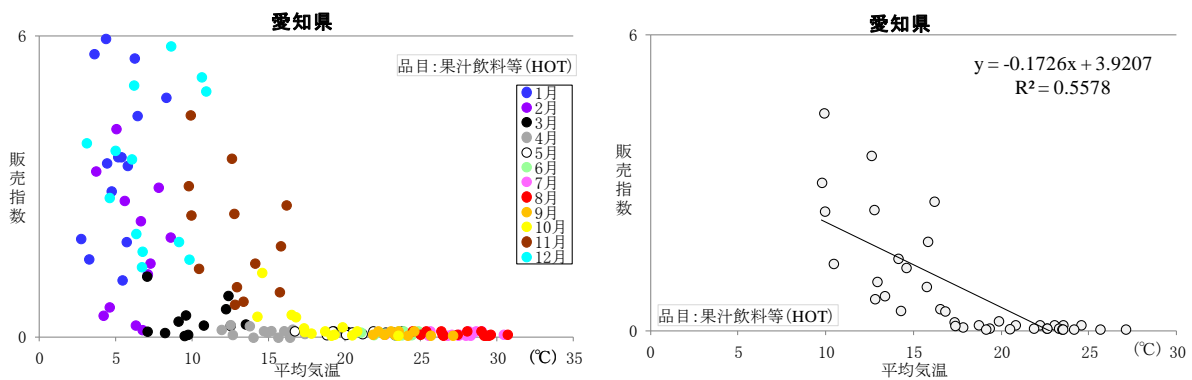 愛知県
6
品目:果汁飲料等(HOT)
1月
2月
3月
4月
5月
6月
7月
8月
9月
10月
11月
12月
販売指数
0
0
5
10
15
20
25
30
35
(℃)
平均気温
愛知県
6
y = -0.1726x + 3.9207
R² = 0.5578
販売指数
品目:果汁飲料等(HOT)
0
0
5
10
15
20
25
30
(℃)
平均気温